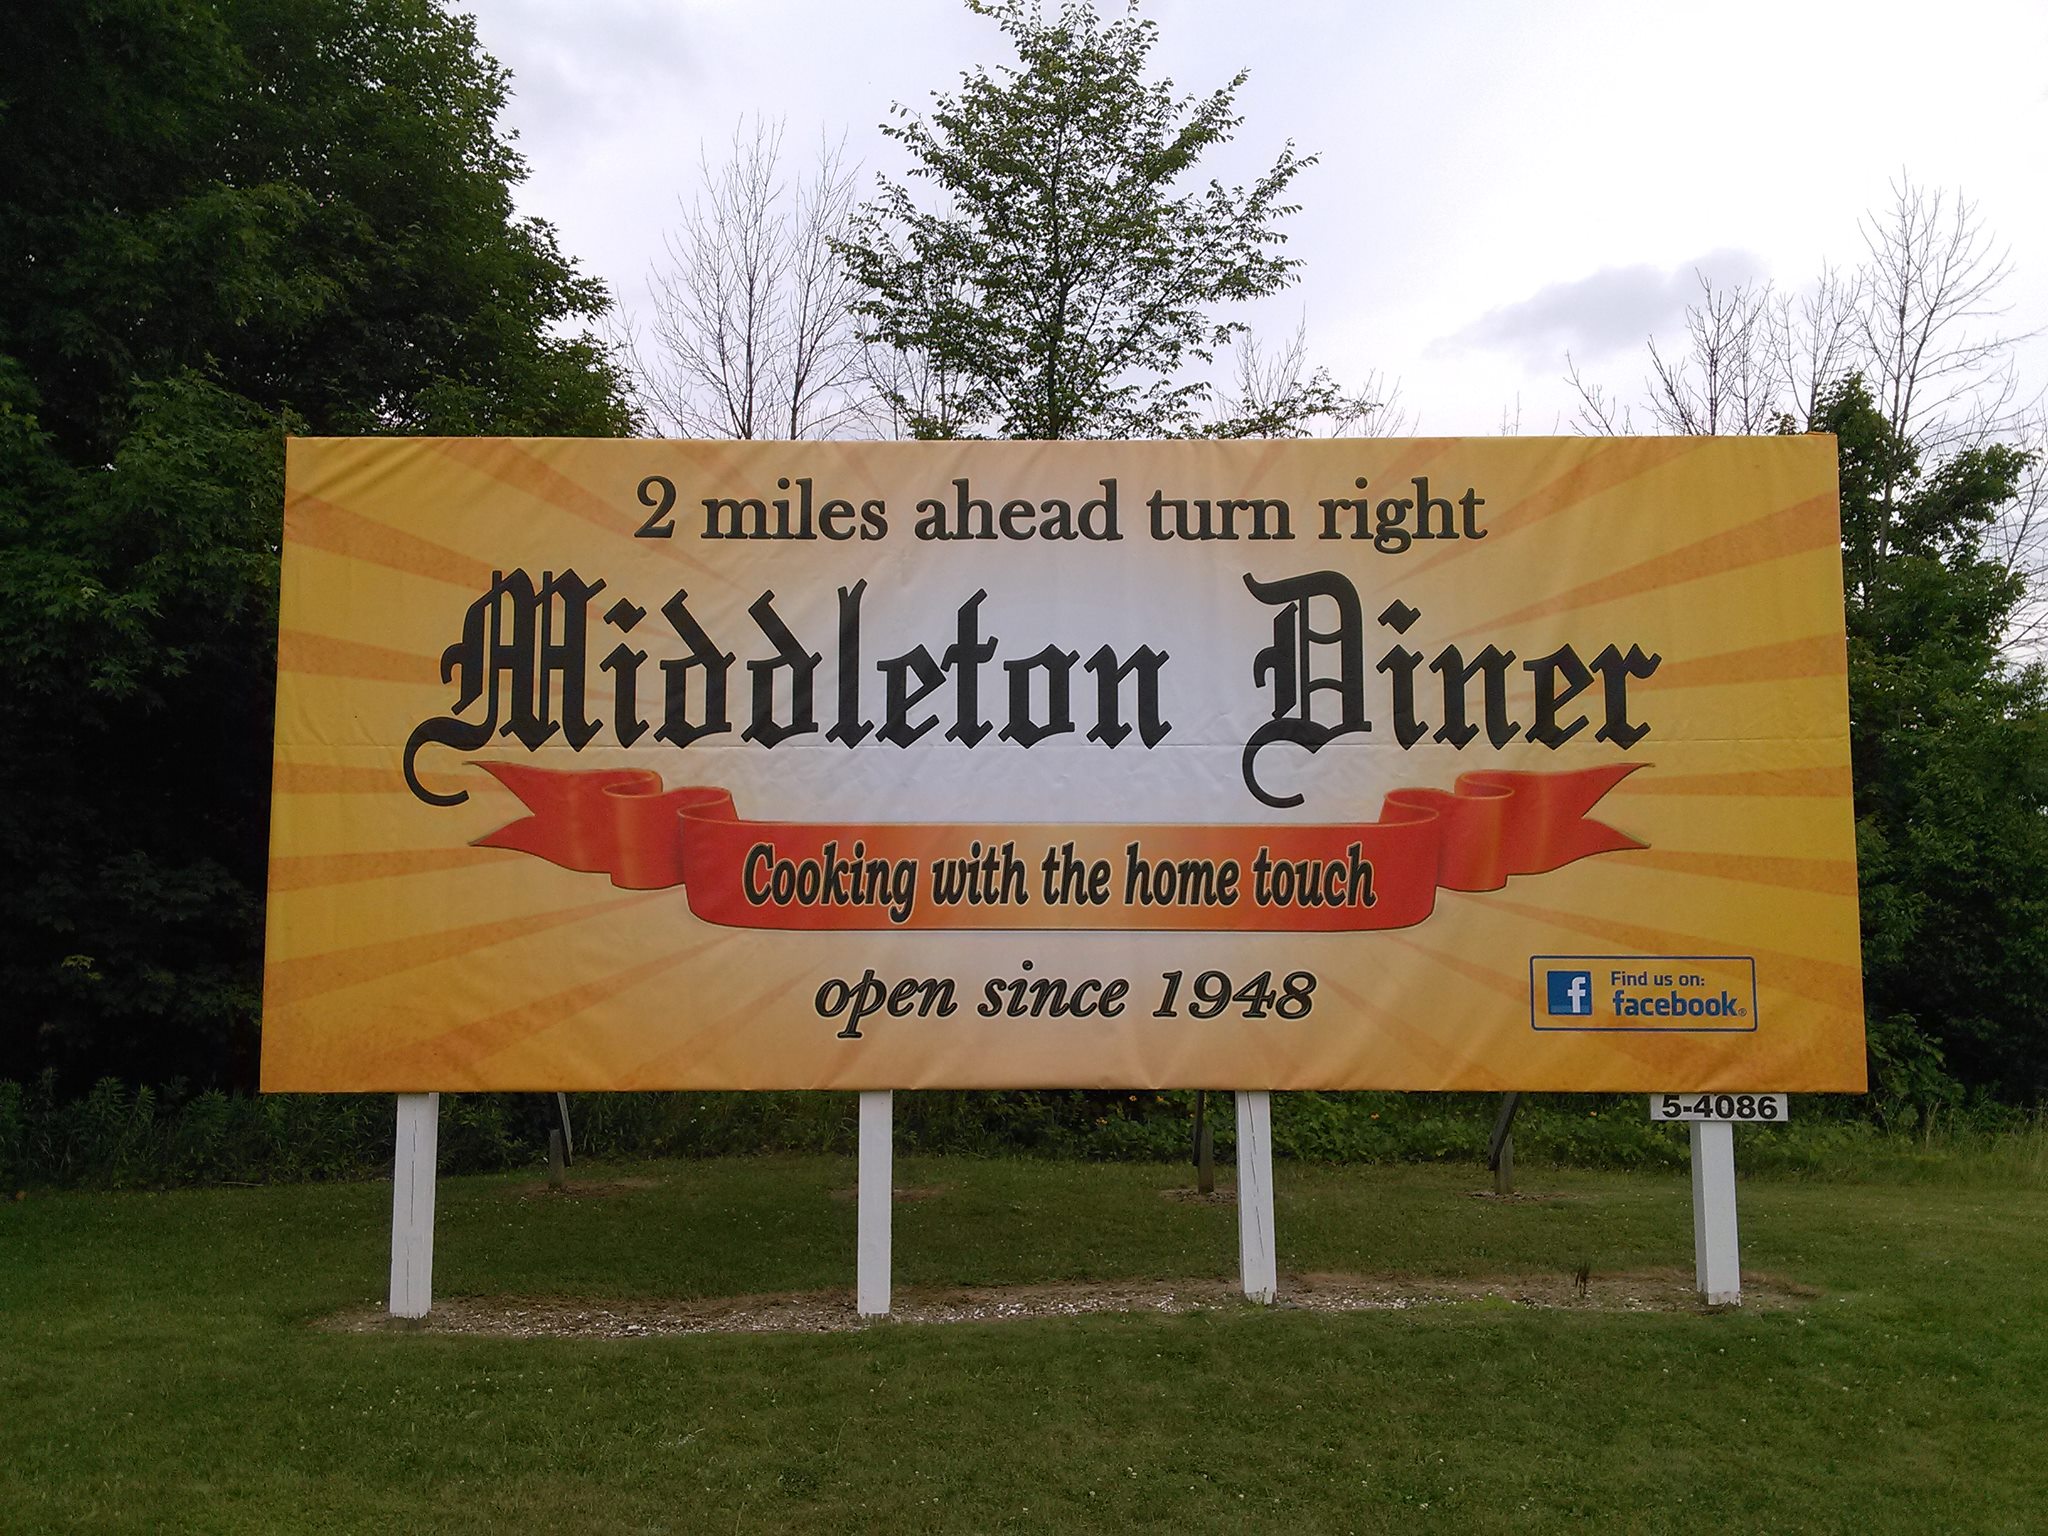 2 miles ahead turn right
Middleton Diner
Cooking with the home touch
open since 1948
f
Find us on:
facebook®
5-4086